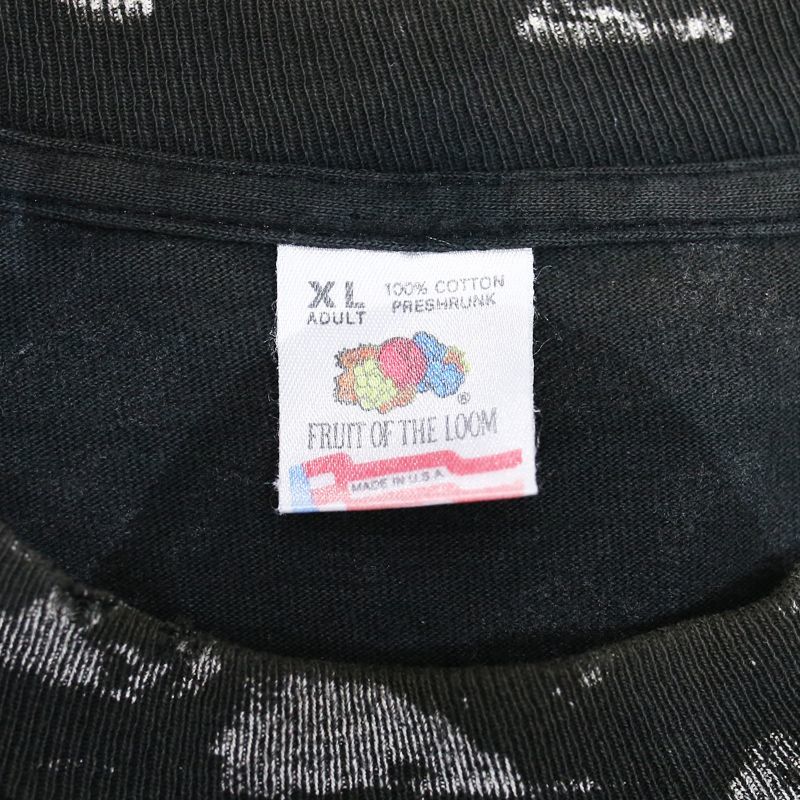 XL 100% COTTON
ADULT PRESHRUNK
®
FRUIT OF THE LOOM
MADE IN U.S.A.